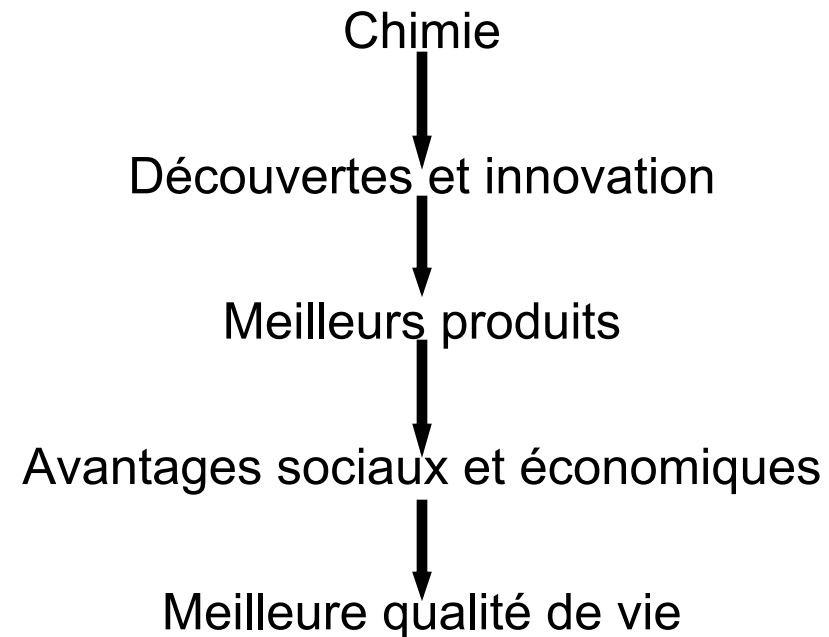 Chimie
Découvertes et innovation
Meilleurs produits
Avantages sociaux et économiques
Meilleure qualité de vie